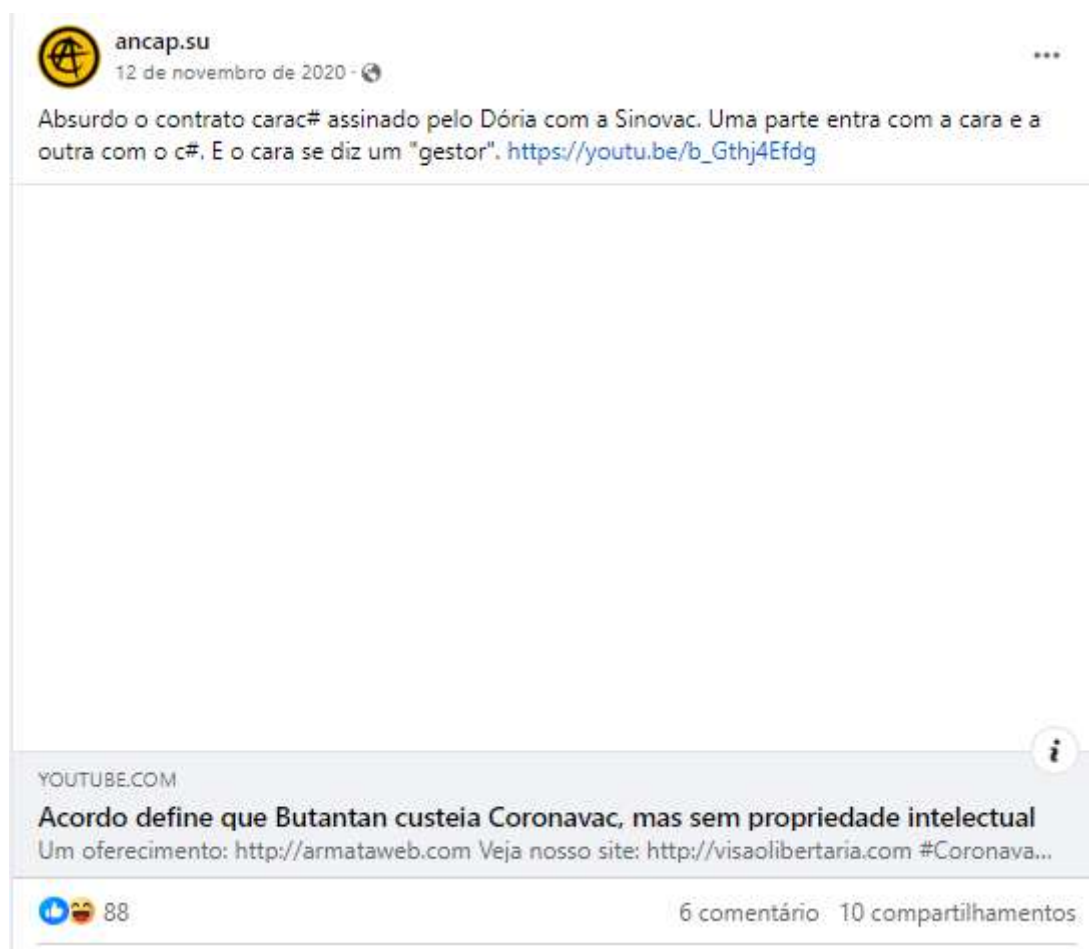 ancap.su
12 de novembro de 2020 ·
Absurdo o contrato carac# assinado pelo Dória com a Sinovac. Uma parte entra com a cara e a
outra com o c#. E o cara se diz um "gestor". https://youtu.be/b_Gthj4Efdg
YOUTUBE.COM
Acordo define que Butantan custeia Coronavac, mas sem propriedade intelectual
Um oferecimento: http://armataweb.com Veja nosso site: http://visaolibertaria.com #Coronava...
88
6 comentário 10 compartilhamentos